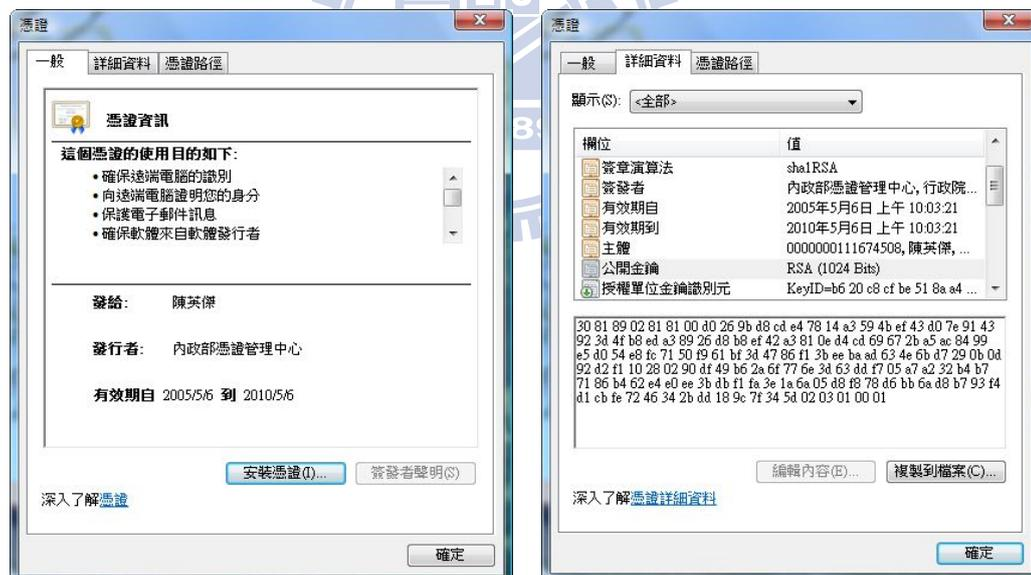 憑證
一般 詳細資料 憑證路徑
憑證資訊
這個憑證的使用目的如下:
•確保遠端電腦的識別
•向遠端電腦證明您的身分
•保護電子郵件訊息
•確保軟體來自軟體發行者
發給: 陳英傑
發行者: 內政部憑證管理中心
有效期自 2005/5/6 到 2010/5/6
安裝憑證(I)... 簽發者聲明(S)
深入了解憑證
確定
憑證
一般 詳細資料 憑證路徑
顯示(S): <全部>
欄位 值
簽章演算法 sha1RSA
簽發者 內政部憑證管理中心, 行政院...
有效期自 2005年5月6日 上午 10:03:21
有效期到 2010年5月6日 上午 10:03:21
主體 0000000111674508, 陳英傑, ...
公開金鑰 RSA (1024 Bits)
授權單位金鑰識別元 KeyID=b6 20 c8 cf be 51 8a a4 ...
30 81 89 02 81 81 00 d0 26 9b d8 cd e4 78 14 a3 59 4b ef 43 d0 7e 91 43
92 3d 4f b8 ed a3 89 26 d8 b8 ef 42 a3 81 0e d4 cd 69 67 2b a5 ac 84 99
e5 d0 54 e8 fc 71 50 f9 61 bf 3d 47 86 f1 3b ee ba ad 63 4e 6b d7 29 0b 0d
92 d2 f1 10 28 02 90 df 49 b6 2a 6f 77 6e 3d 63 dd f7 05 a7 a2 32 b4 b7
71 86 b4 62 e4 e0 ee 3b db f1 fa 3e 1a 6a 05 d8 f8 78 d6 bb 6a d8 b7 93 f4
d1 cb fe 72 46 34 2b dd 18 9c 7f 34 5d 02 03 01 00 01
編輯內容(E)... 複製到檔案(C)...
深入了解憑證詳細資料
確定